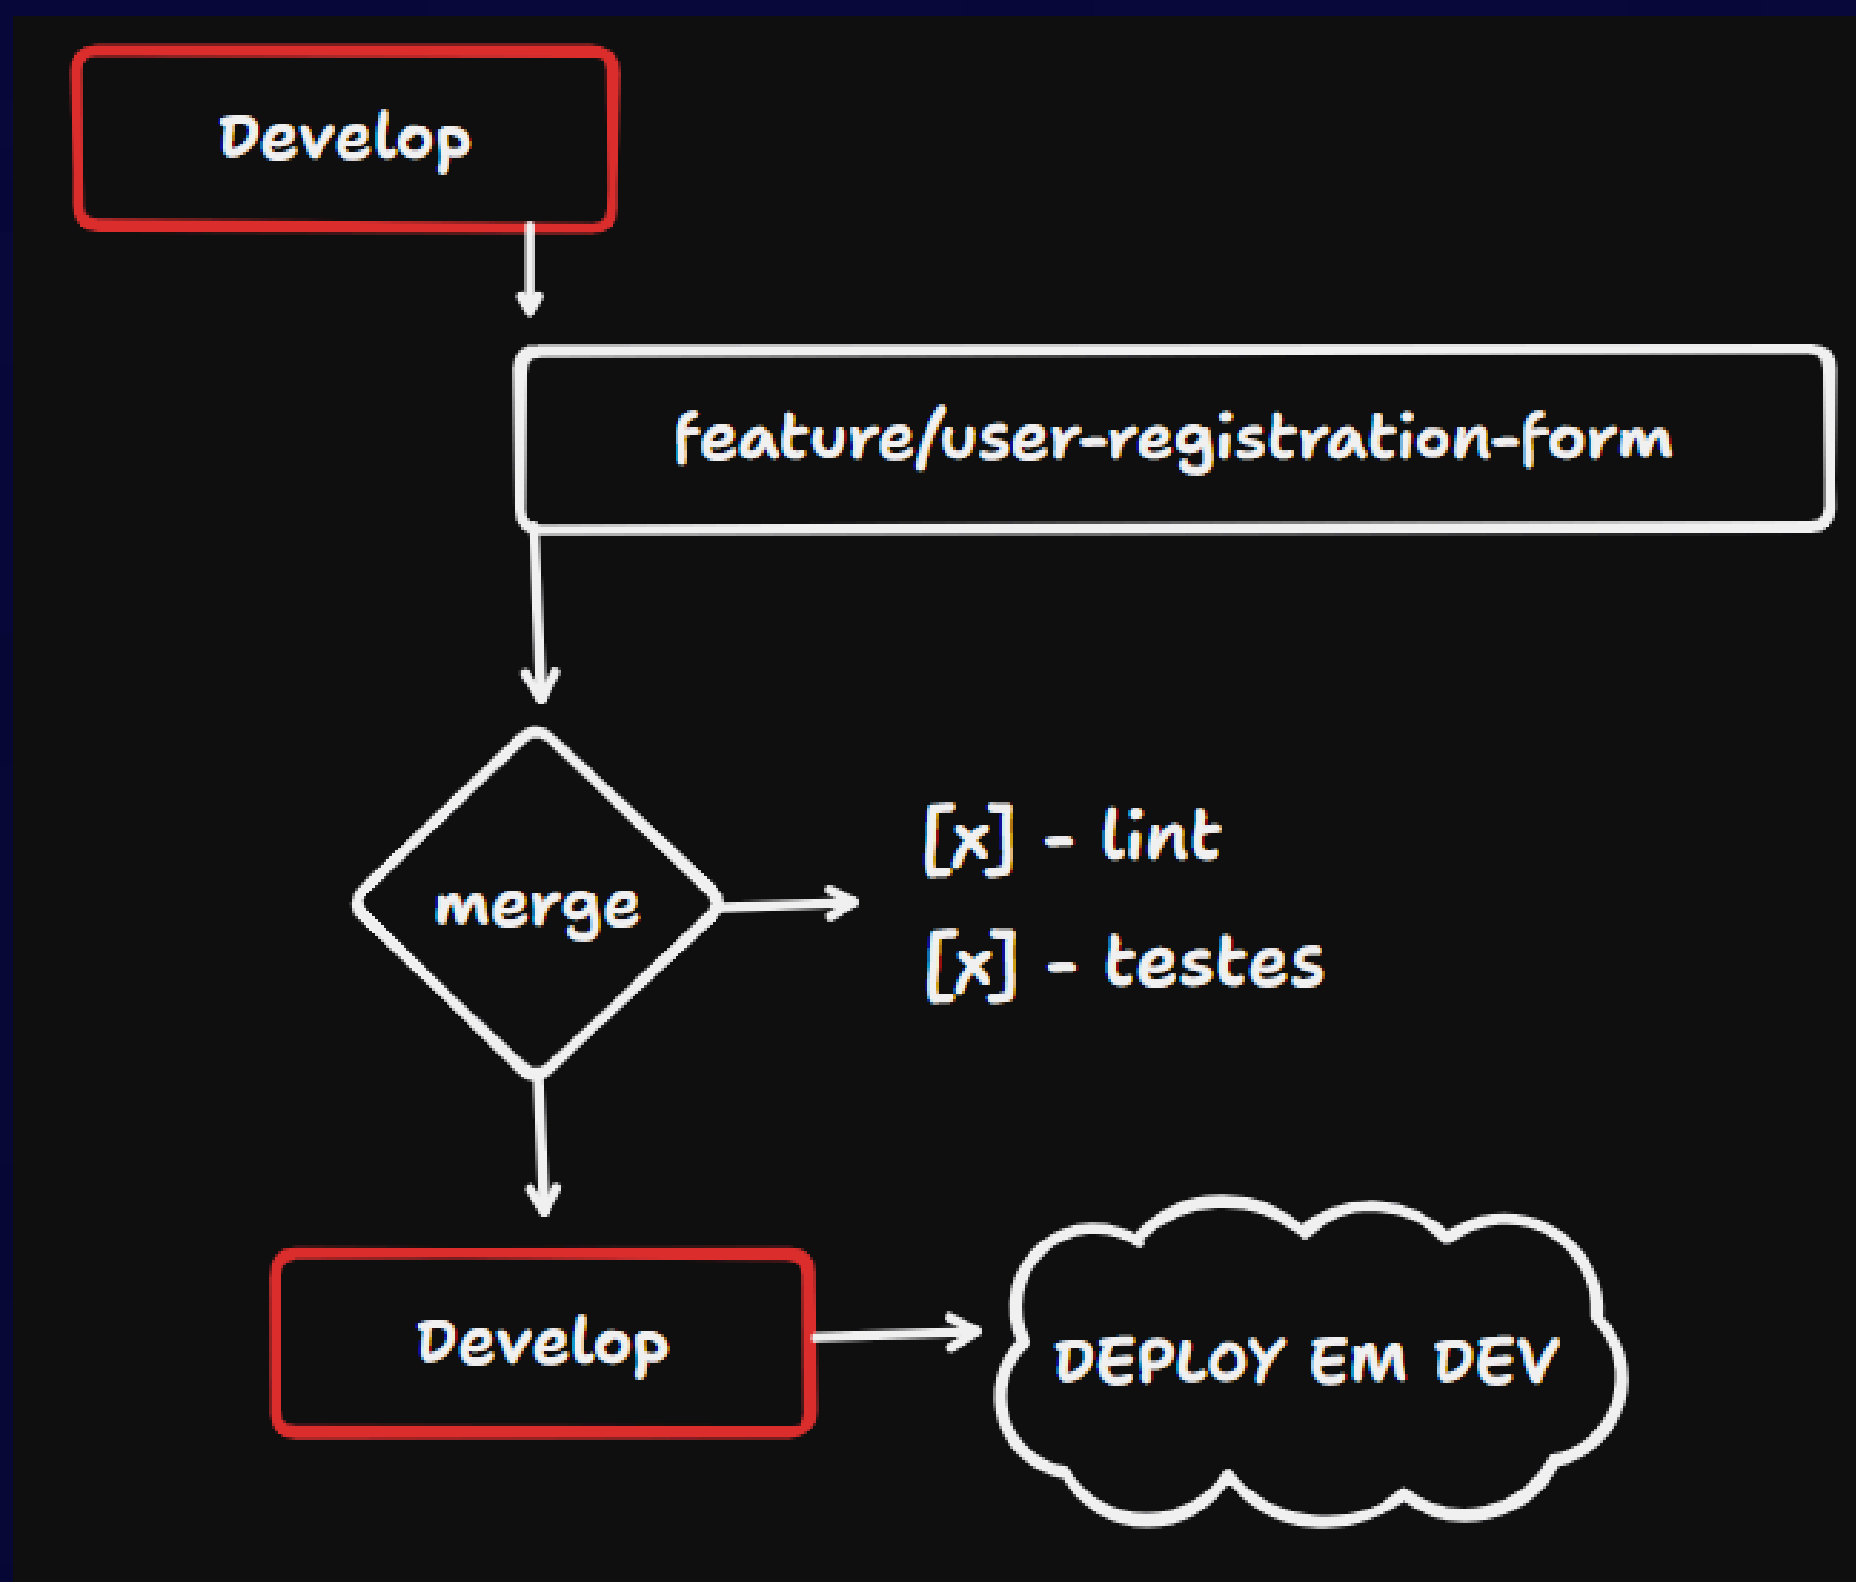 Develop
feature/user-registration-form
merge
[x] - lint
[x] - testes
Develop
DEPLOY EM DEV